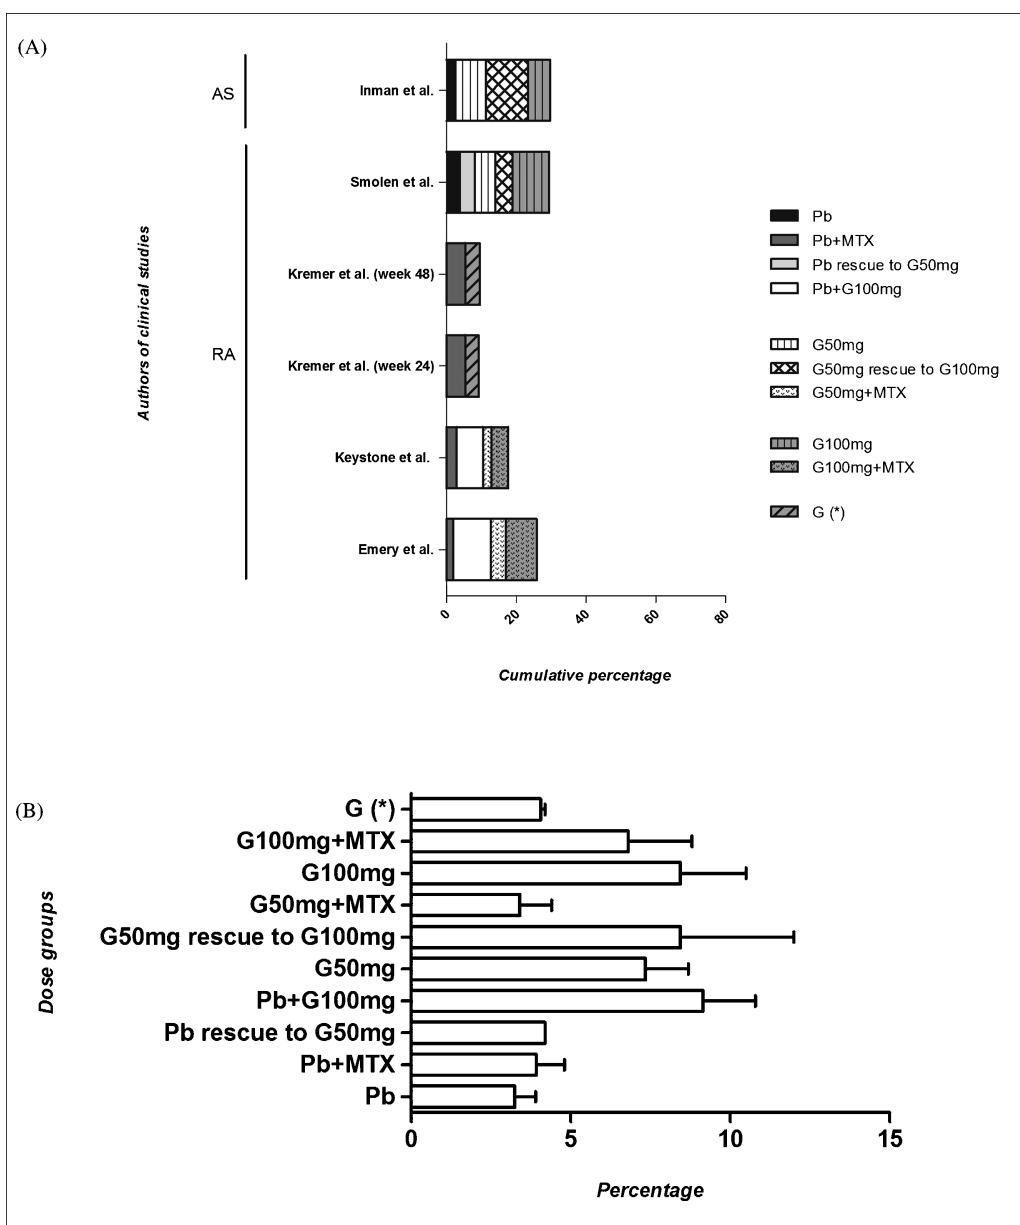 (A)
AS
RA
Authors of clinical studies
Inman et al.
Smolen et al.
Kremer et al. (week 48)
Kremer et al. (week 24)
Keystone et al.
Emery et al.
0
20
40
60
80
Cumulative percentage
Pb
Pb+MTX
Pb rescue to G50mg
Pb+G100mg
G50mg
G50mg rescue to G100mg
G50mg+MTX
G100mg
G100mg+MTX
G (*)
(B)
Dose groups
G (*)
G100mg+MTX
G100mg
G50mg+MTX
G50mg rescue to G100mg
G50mg
Pb+G100mg
Pb rescue to G50mg
Pb+MTX
Pb
0
5
10
15
Percentage